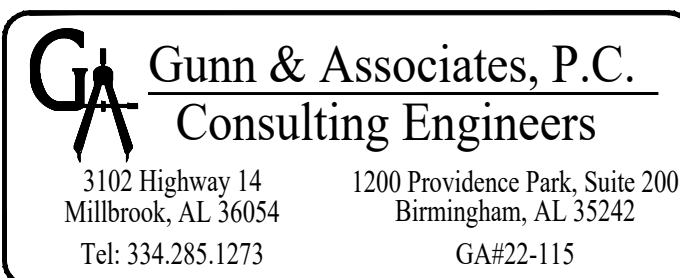 GA
Gunn & Associates, P.C.
Consulting Engineers
3102 Highway 14
Millbrook, AL 36054
Tel: 334.285.1273
1200 Providence Park, Suite 200
Birmingham, AL 35242
GA#22-115